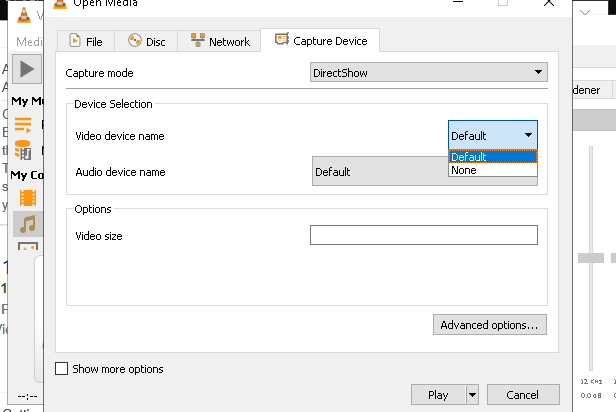 Open Media
Medi
File
Disc
Network
Capture Device
Capture mode
DirectShow
dener
My Mu
Device Selection
Video device name
Default
Default
None
Audio device name
Default
My Co
Options
Video size
Advanced options...
Show more options
Play
Cancel
--:--
12 KHz
0.0 dB